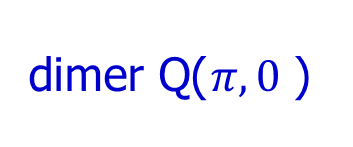 dimer Q(𝜋, 0 )